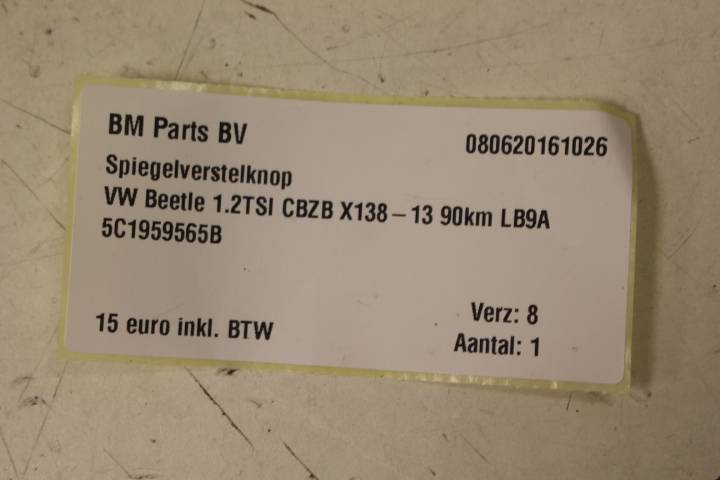 BM Parts BV 080620161026
Spiegelverstelknop
VW Beetle 1.2TSI CBZB X138 – 13 90km LB9A
5C1959565B
15 euro inkl. BTW Verz: 8
Aantal: 1